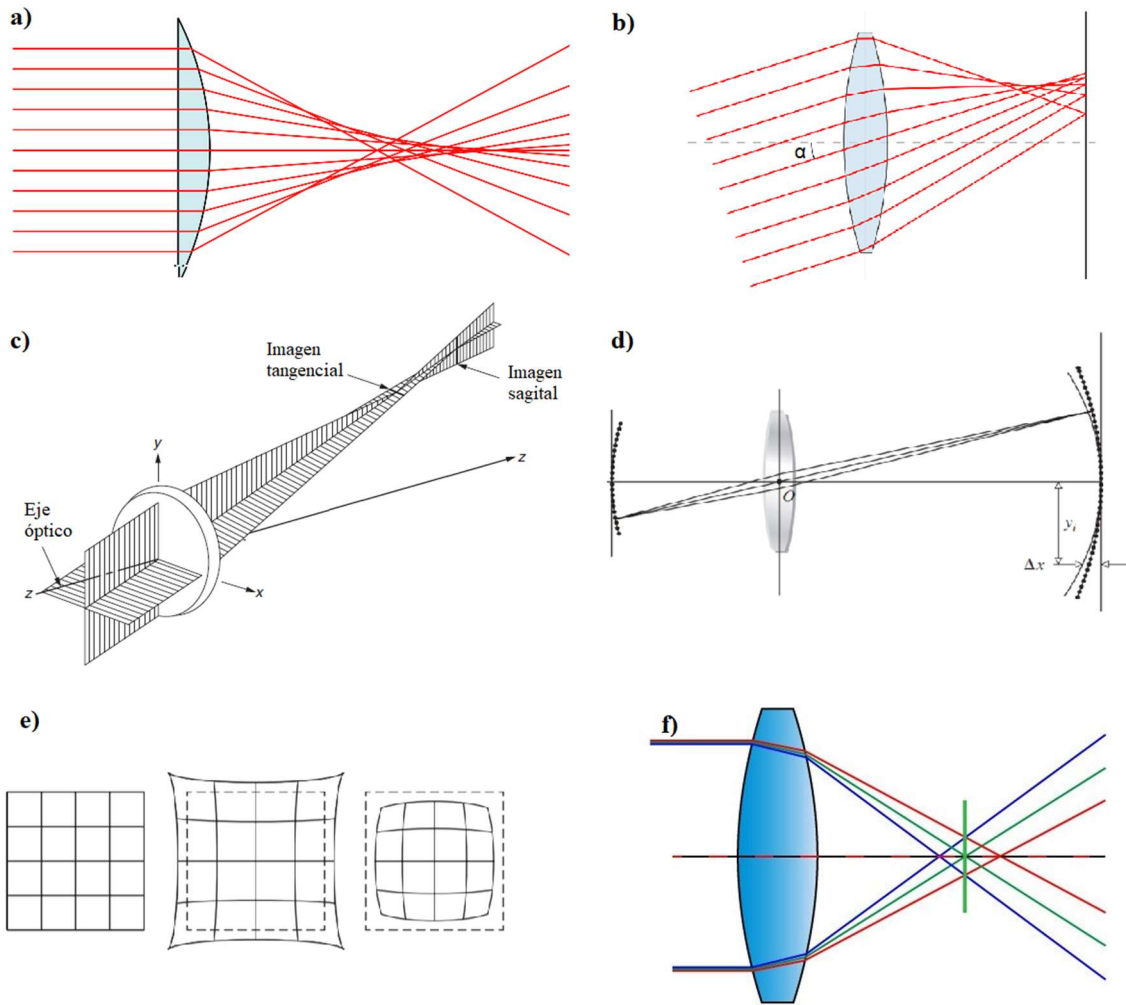 a)
b)
α
c)
Imagen
tangencial
Imagen
sagital
y
z
Eje
óptico
z
x
d)
O
yᵢ
Δx
e)
f)